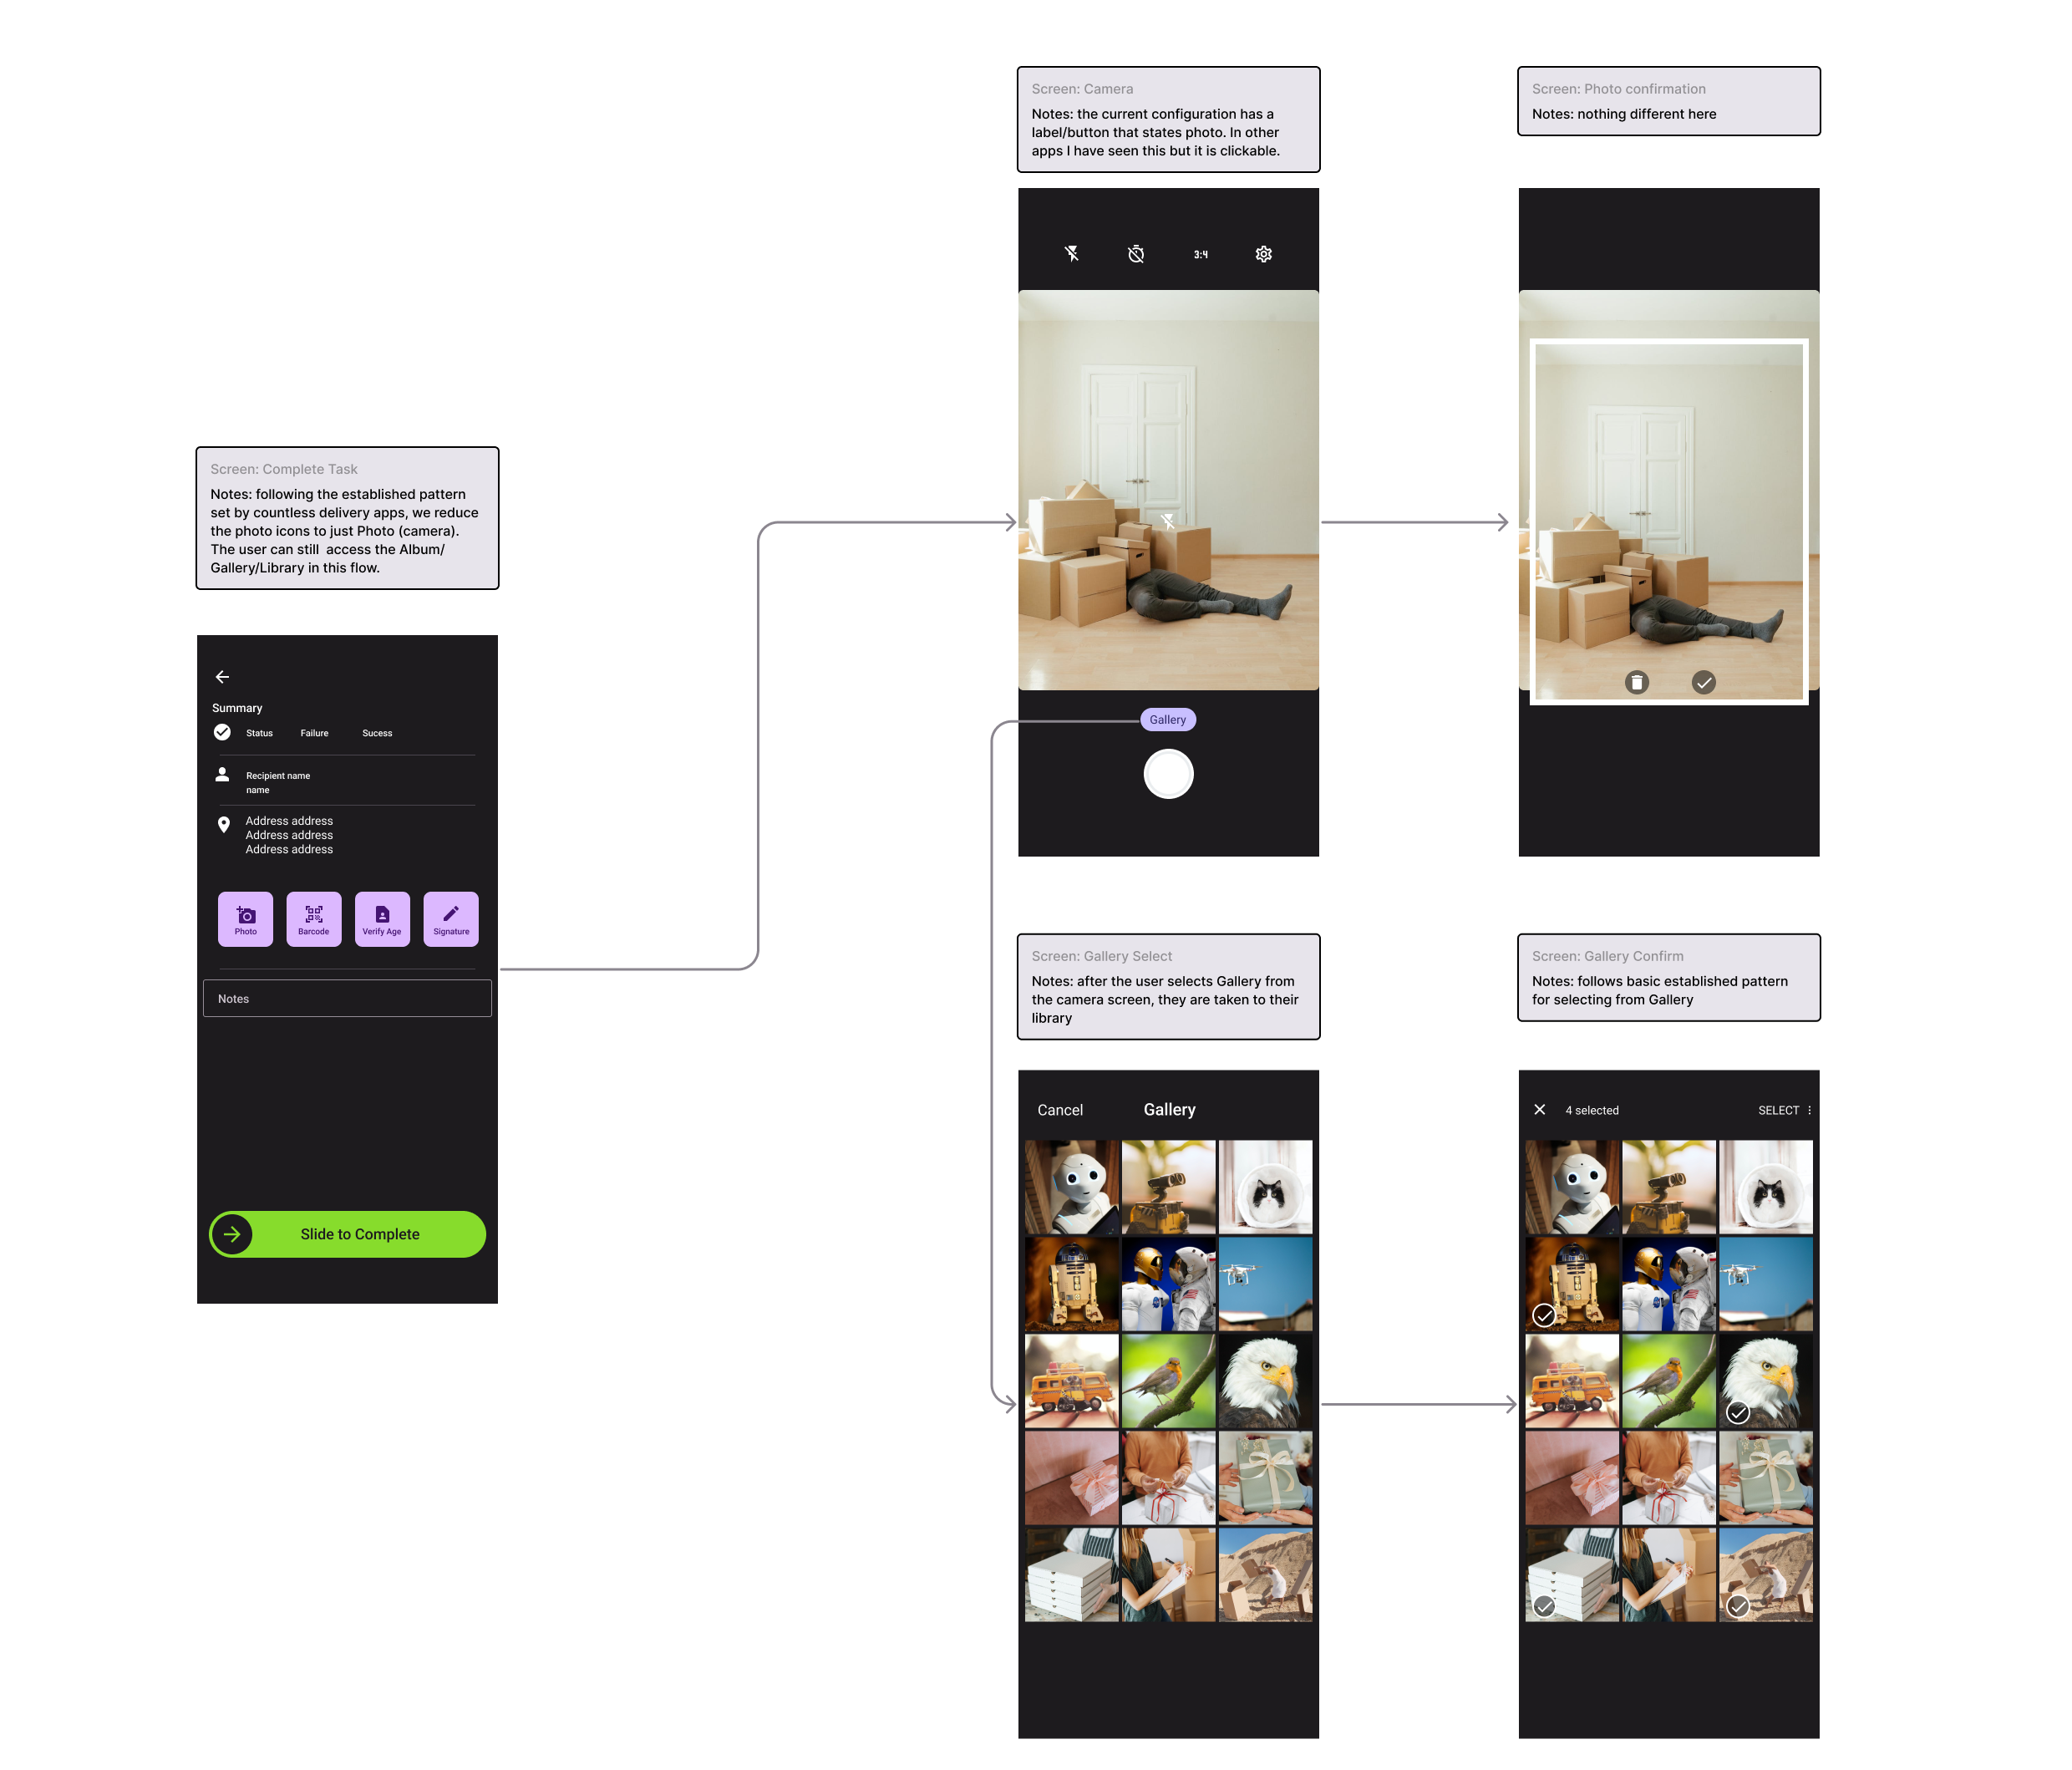 Screen: Camera
Notes: the current configuration has a
label/button that states photo. In other
apps I have seen this but it is clickable.
Screen: Photo confirmation
Notes: nothing different here
3:4
Screen: Complete Task
Notes: following the established pattern
set by countless delivery apps, we reduce
the photo icons to just Photo (camera).
The user can still  access the Album/
Gallery/Library in this flow.
Summary
Status Failure Sucess
Recipient name
name
Address address
Address address
Address address
Photo Barcode Verify Age Signature
Notes
Slide to Complete
Gallery
Screen: Gallery Select
Notes: after the user selects Gallery from
the camera screen, they are taken to their
library
Screen: Gallery Confirm
Notes: follows basic established pattern
for selecting from Gallery
Cancel Gallery
4 selected SELECT